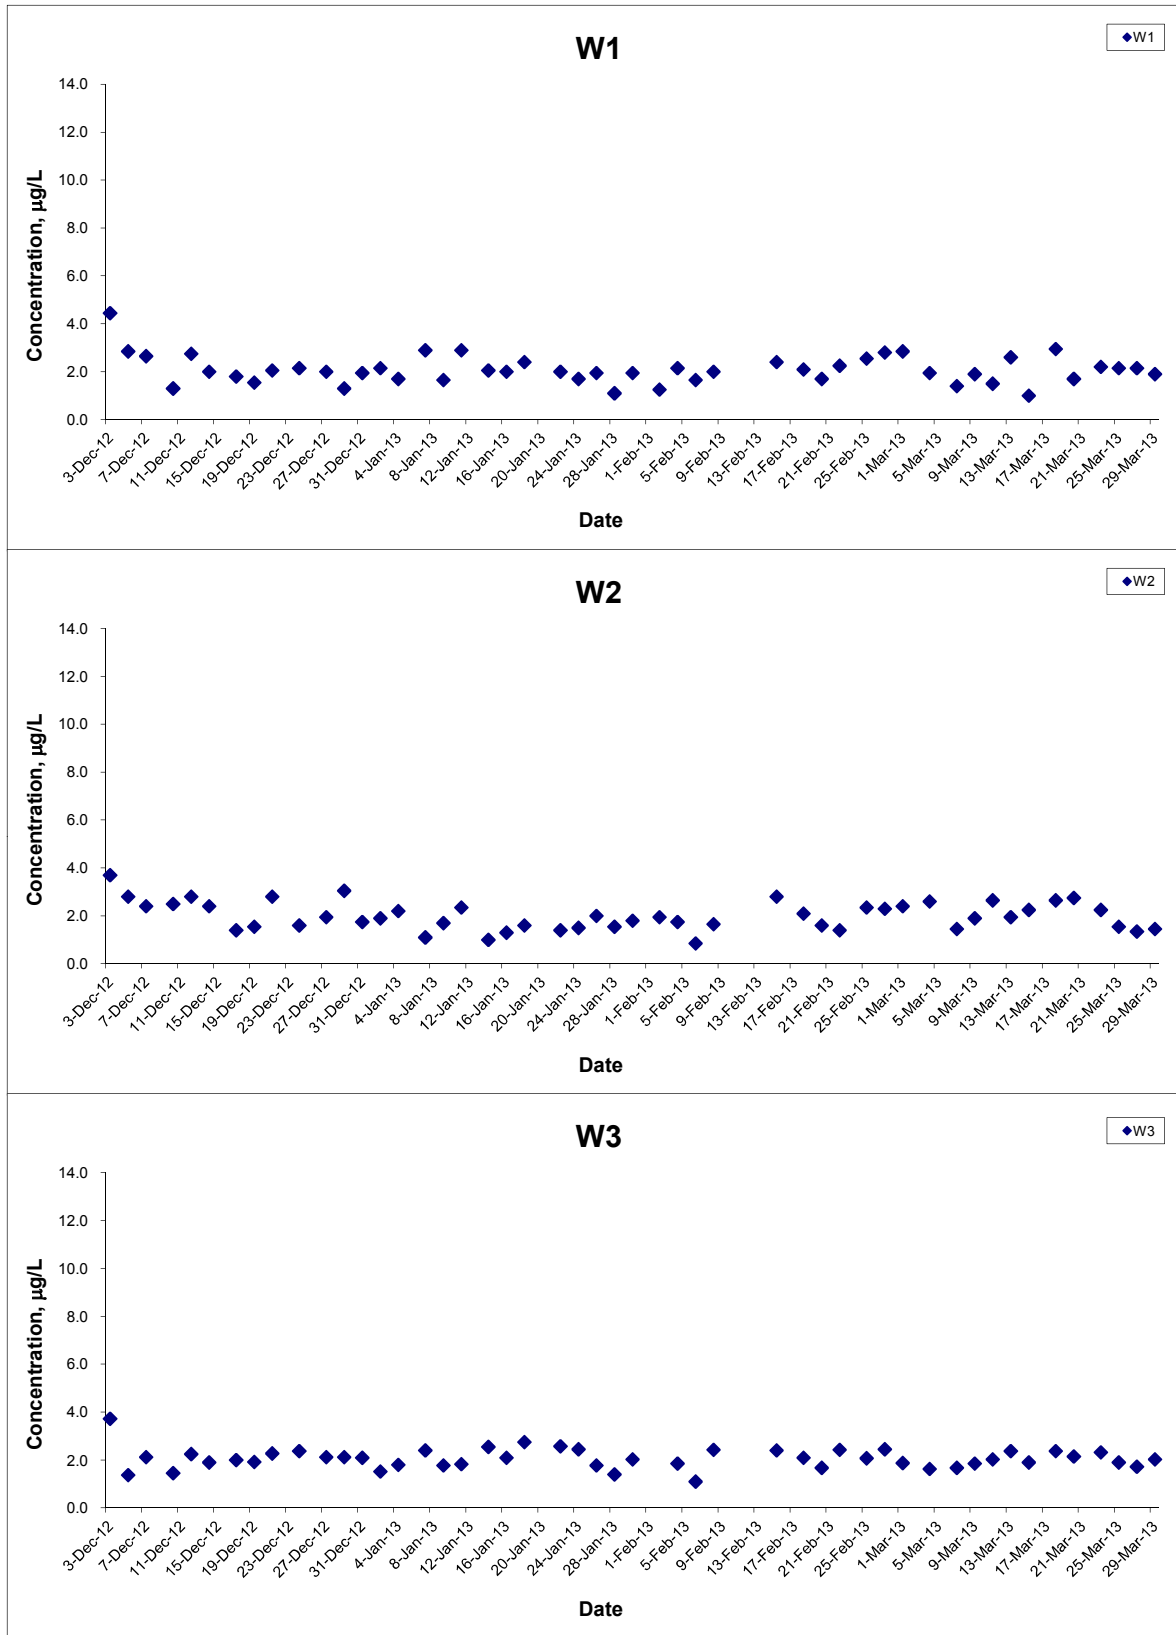 W1
W1
14.0
12.0
10.0
8.0
6.0
4.0
2.0
0.0
Concentration, µg/L
3-Dec-12
7-Dec-12
11-Dec-12
15-Dec-12
19-Dec-12
23-Dec-12
27-Dec-12
31-Dec-12
4-Jan-13
8-Jan-13
12-Jan-13
16-Jan-13
20-Jan-13
24-Jan-13
28-Jan-13
1-Feb-13
5-Feb-13
9-Feb-13
13-Feb-13
17-Feb-13
21-Feb-13
25-Feb-13
1-Mar-13
5-Mar-13
9-Mar-13
13-Mar-13
17-Mar-13
21-Mar-13
25-Mar-13
29-Mar-13
Date
W2
W2
14.0
12.0
10.0
8.0
6.0
4.0
2.0
0.0
Concentration, µg/L
3-Dec-12
7-Dec-12
11-Dec-12
15-Dec-12
19-Dec-12
23-Dec-12
27-Dec-12
31-Dec-12
4-Jan-13
8-Jan-13
12-Jan-13
16-Jan-13
20-Jan-13
24-Jan-13
28-Jan-13
1-Feb-13
5-Feb-13
9-Feb-13
13-Feb-13
17-Feb-13
21-Feb-13
25-Feb-13
1-Mar-13
5-Mar-13
9-Mar-13
13-Mar-13
17-Mar-13
21-Mar-13
25-Mar-13
29-Mar-13
Date
W3
W3
14.0
12.0
10.0
8.0
6.0
4.0
2.0
0.0
Concentration, µg/L
3-Dec-12
7-Dec-12
11-Dec-12
15-Dec-12
19-Dec-12
23-Dec-12
27-Dec-12
31-Dec-12
4-Jan-13
8-Jan-13
12-Jan-13
16-Jan-13
20-Jan-13
24-Jan-13
28-Jan-13
1-Feb-13
5-Feb-13
9-Feb-13
13-Feb-13
17-Feb-13
21-Feb-13
25-Feb-13
1-Mar-13
5-Mar-13
9-Mar-13
13-Mar-13
17-Mar-13
21-Mar-13
25-Mar-13
29-Mar-13
Date